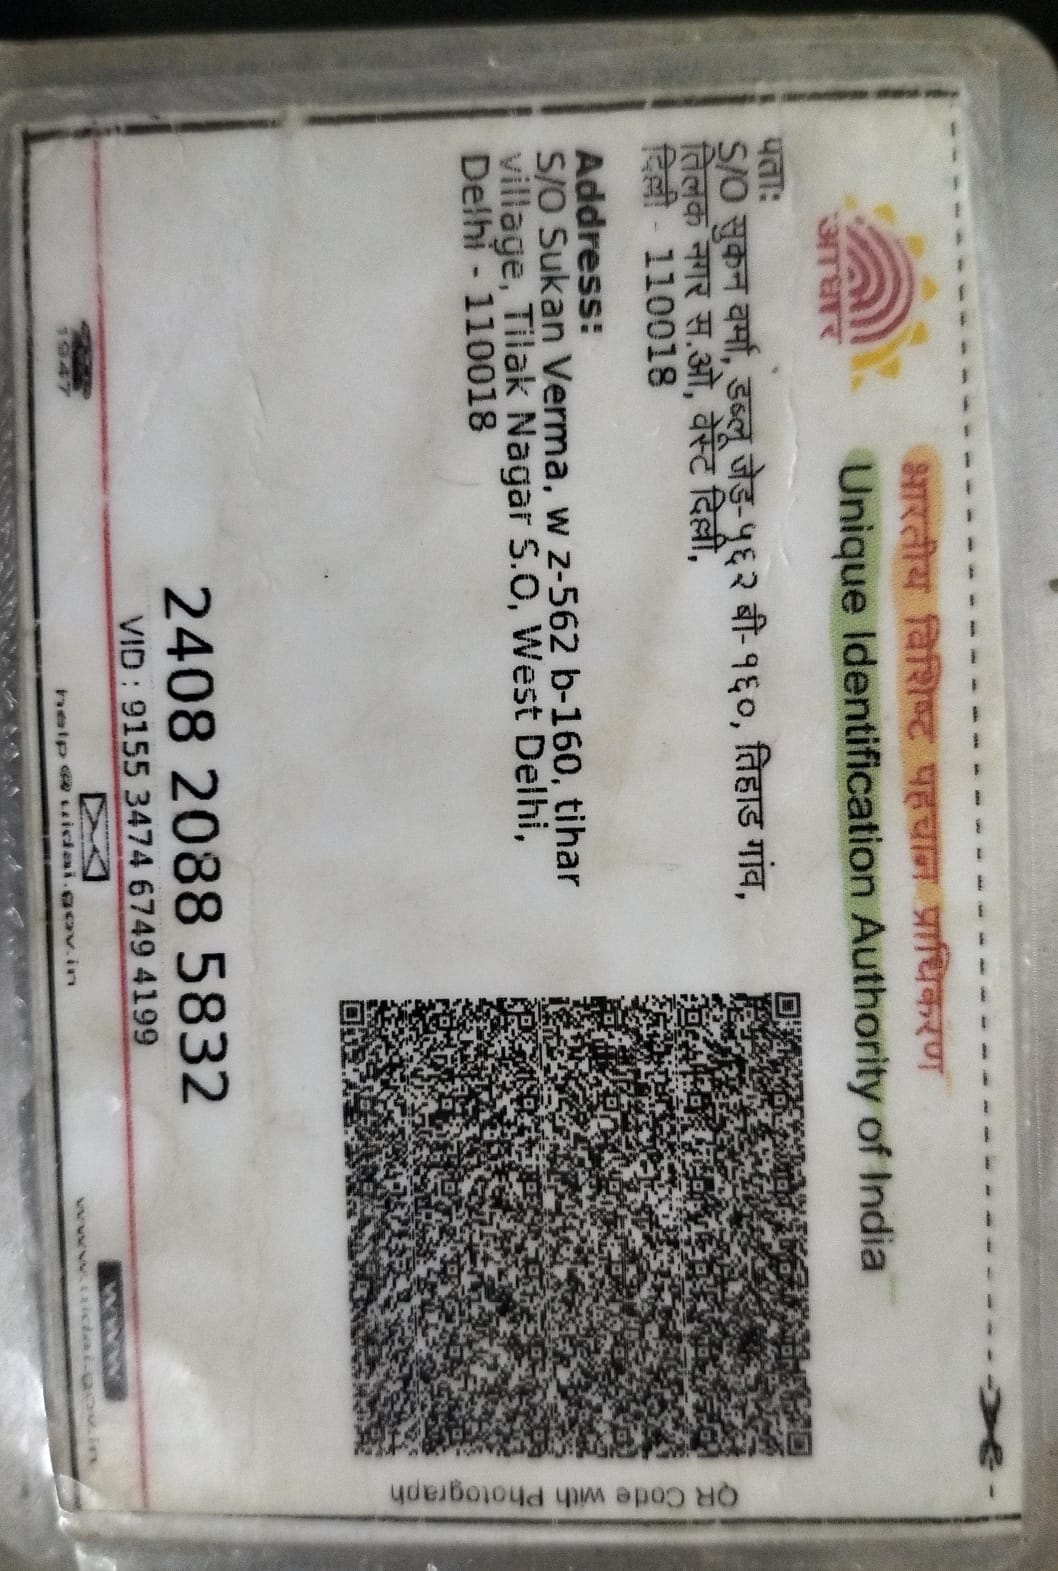 भारतीय विशिष्ट पहचान प्राधिकरण
Unique Identification Authority of India
आधार
पता:
S/O सुकन वर्मा, डब्लू जेड-५६२ बी-१६०, तिहाड गांव,
तिलक नगर स.ओ, वेस्ट दिल्ली,
दिल्ली - 110018
Address:
S/O Sukan Verma, w z-562 b-160, tihar
village, Tilak Nagar S.O, West Delhi,
Delhi - 110018
QR Code with Photograph
2408 2088 5832
VID : 9155 3474 6749 4199
1947
help@uidai.gov.in
WWW
www.uidai.gov.in